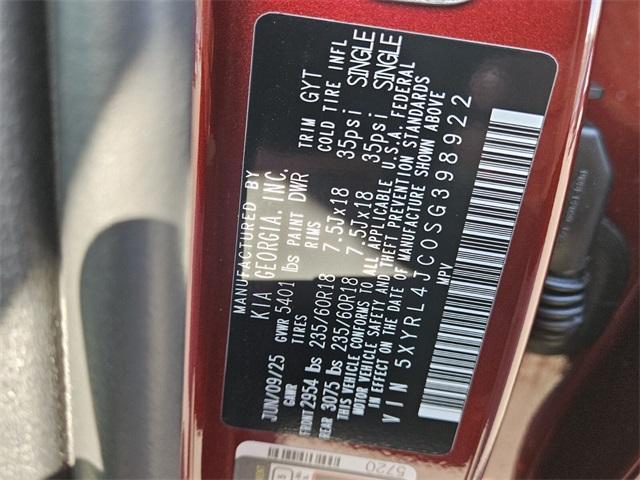 MANUFACTURED BY
KIA GEORGIA. INC.
JUN/09/25 GVWR 5401 lbs PAINT DWR TRIM GYT
GAWR TIRES RIMS COLD TIRE INFL
FRONT 2954 lbs 235/60R18 7.5Jx18 35psi SINGLE
REAR 3075 lbs 235/60R18 7.5Jx18 35psi SINGLE
THIS VEHICLE CONFORMS TO ALL APPLICABLE U.S.A. FEDERAL
MOTOR VEHICLE SAFETY AND THEFT PREVENTION STANDARDS
IN EFFECT ON THE DATE OF MANUFACTURE SHOWN ABOVE
VIN 5XYRL4JC0SG398922
MPV
5720